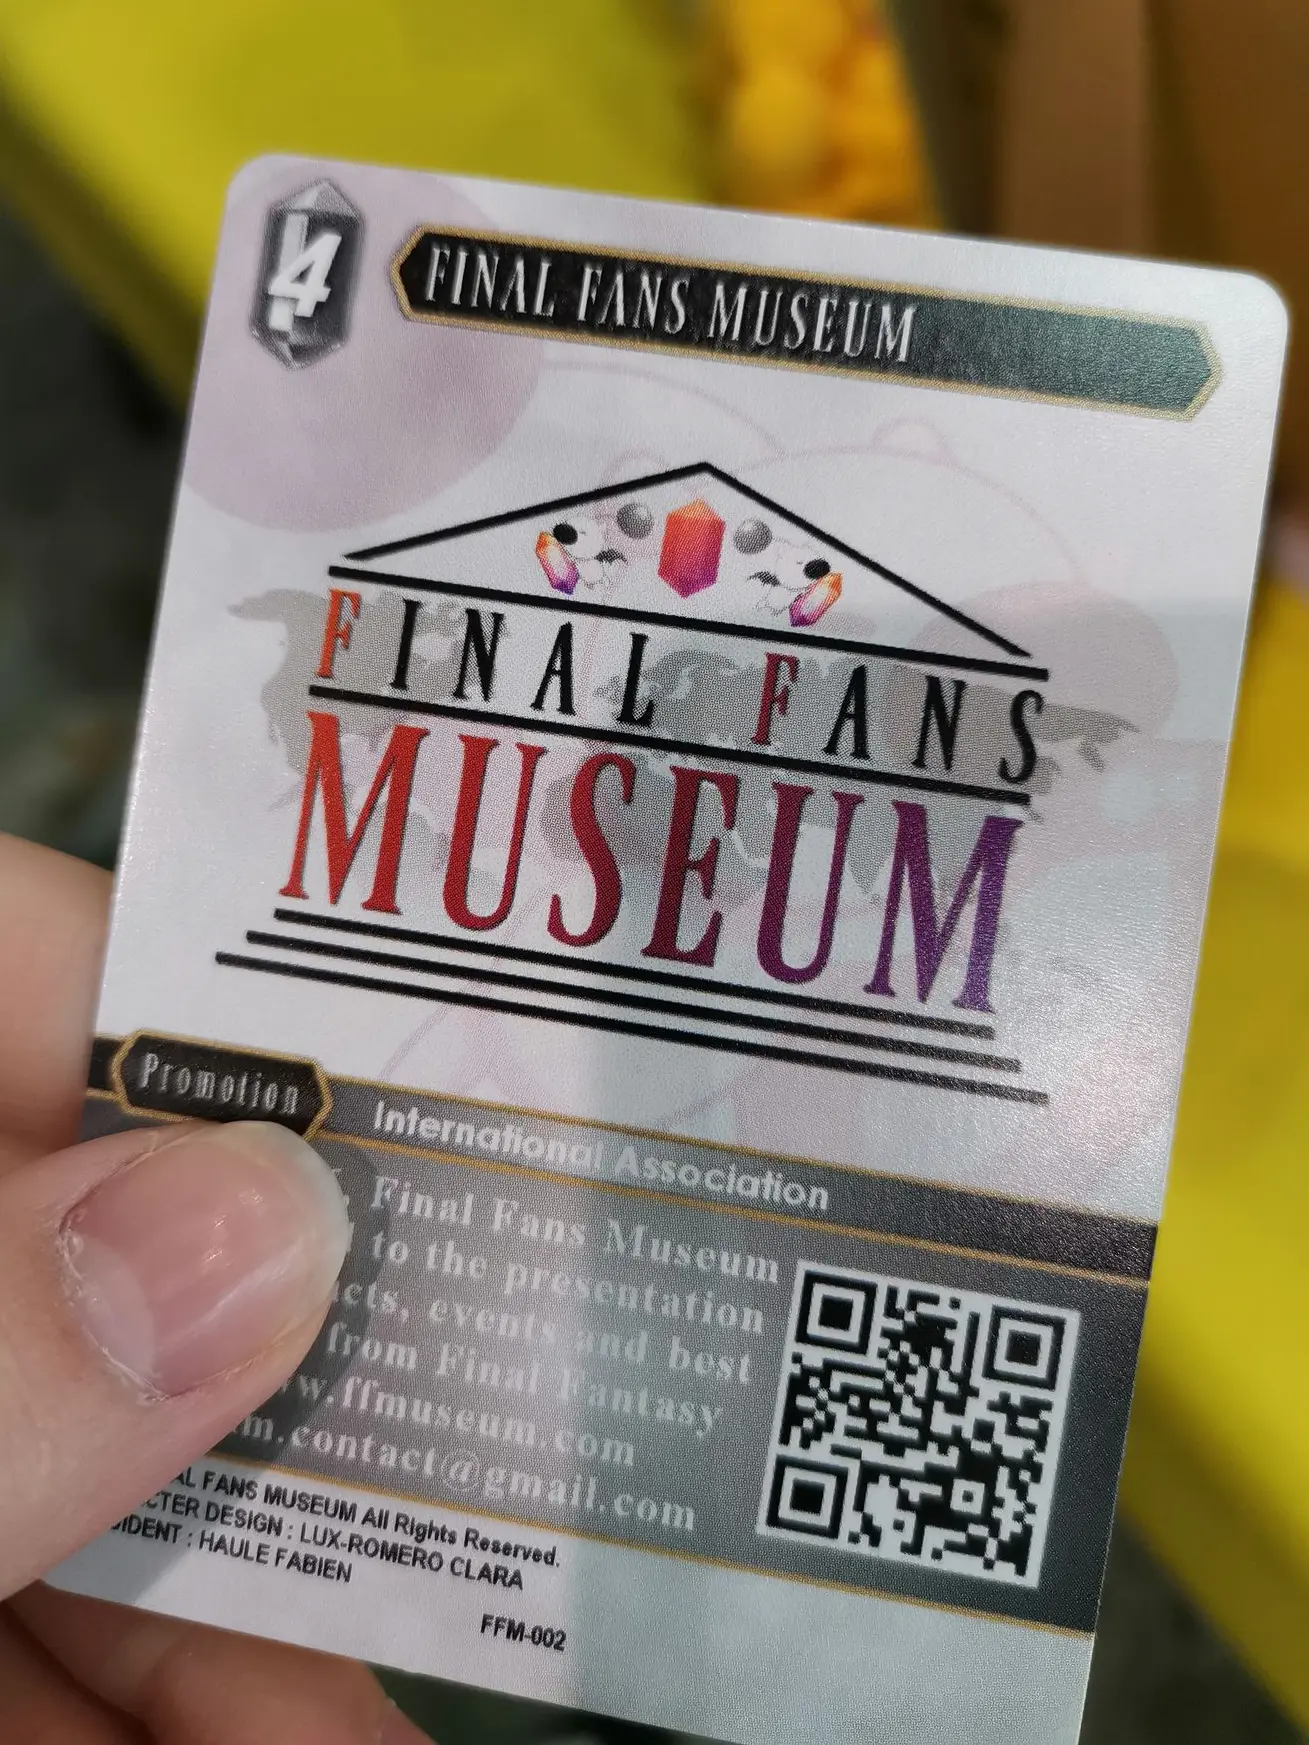 4
FINAL FANS MUSEUM
FINAL FANS
MUSEUM
Promotion
International Association
Final Fans Museum
to the presentation
events and best
from Final Fantasy
.ffmuseum.com
.contact@gmail.com
FANS MUSEUM All Rights Reserved.
DESIGN : LUX-ROMERO CLARA
: HAULE FABIEN
FFM-002